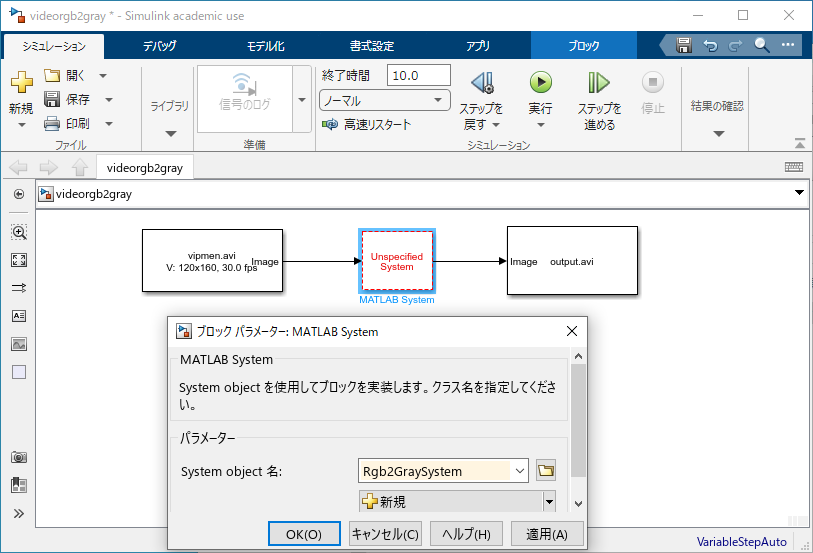 videorgb2gray * - Simulink academic use
シミュレーション
デバッグ
モデル化
書式設定
アプリ
ブロック
新規
開く
保存
印刷
ファイル
ライブラリ
信号のログ
準備
終了時間
10.0
ノーマル
高速リスタート
ステップを
戻す
実行
ステップを
進める
停止
シミュレーション
結果の確認
videorgb2gray
videorgb2gray
vipmen.avi
V: 120x160, 30.0 fps
Image
Unspecified
System
MATLAB System
Image
output.avi
ブロック パラメーター: MATLAB System
MATLAB System
System object を使用してブロックを実装します。クラス名を指定してくださ
い。
パラメーター
System object 名:
Rgb2GraySystem
新規
OK(O)
キャンセル(C)
ヘルプ(H)
適用(A)
VariableStepAuto